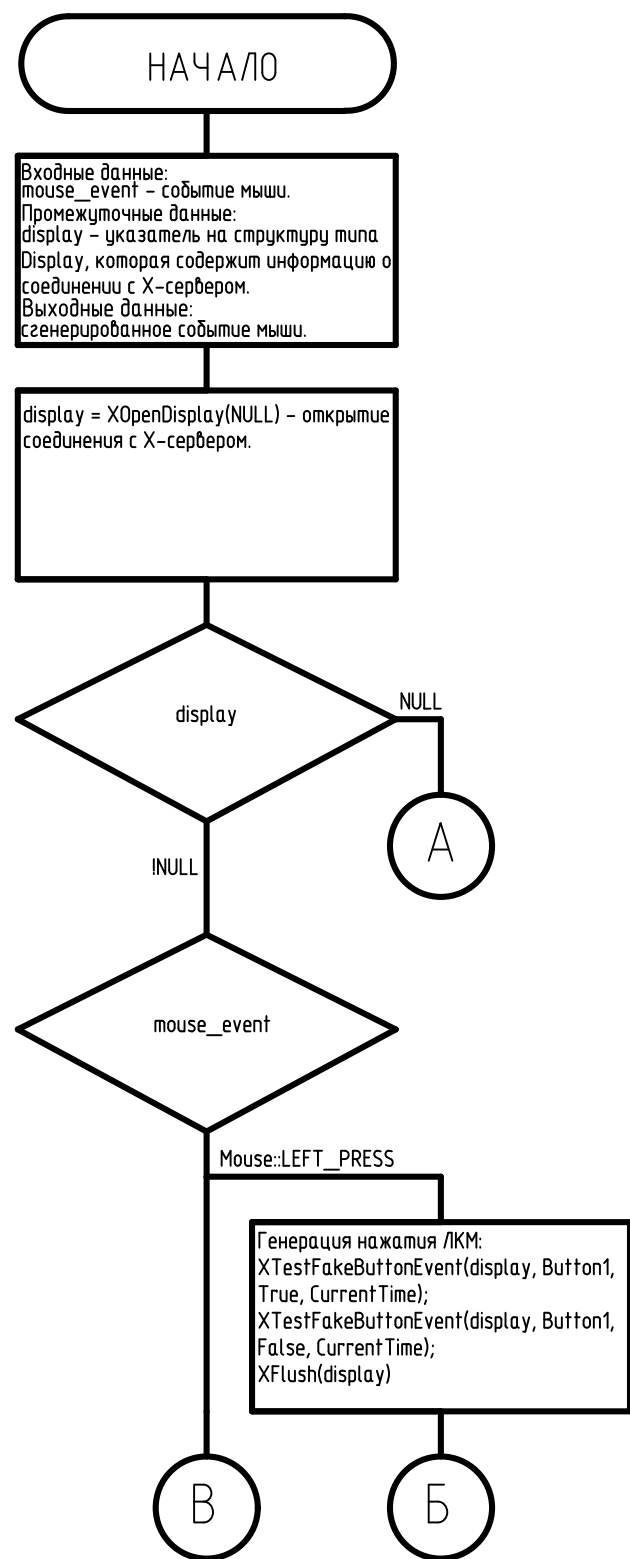 НАЧАЛО
Входные данные:
mouse_event – событие мыши.
Промежуточные данные:
display – указатель на структуру типа
Display, которая содержит информацию о
соединении с X-сервером.
Выходные данные:
сгенерированное событие мыши.
display = XOpenDisplay(NULL) – открытие
соединения с X-сервером.
display
NULL
А
!NULL
mouse_event
Mouse::LEFT_PRESS
Генерация нажатия ЛКМ:
XTestFakeButtonEvent(display, Button1,
True, CurrentTime);
XTestFakeButtonEvent(display, Button1,
False, CurrentTime);
XFlush(display)
В
Б